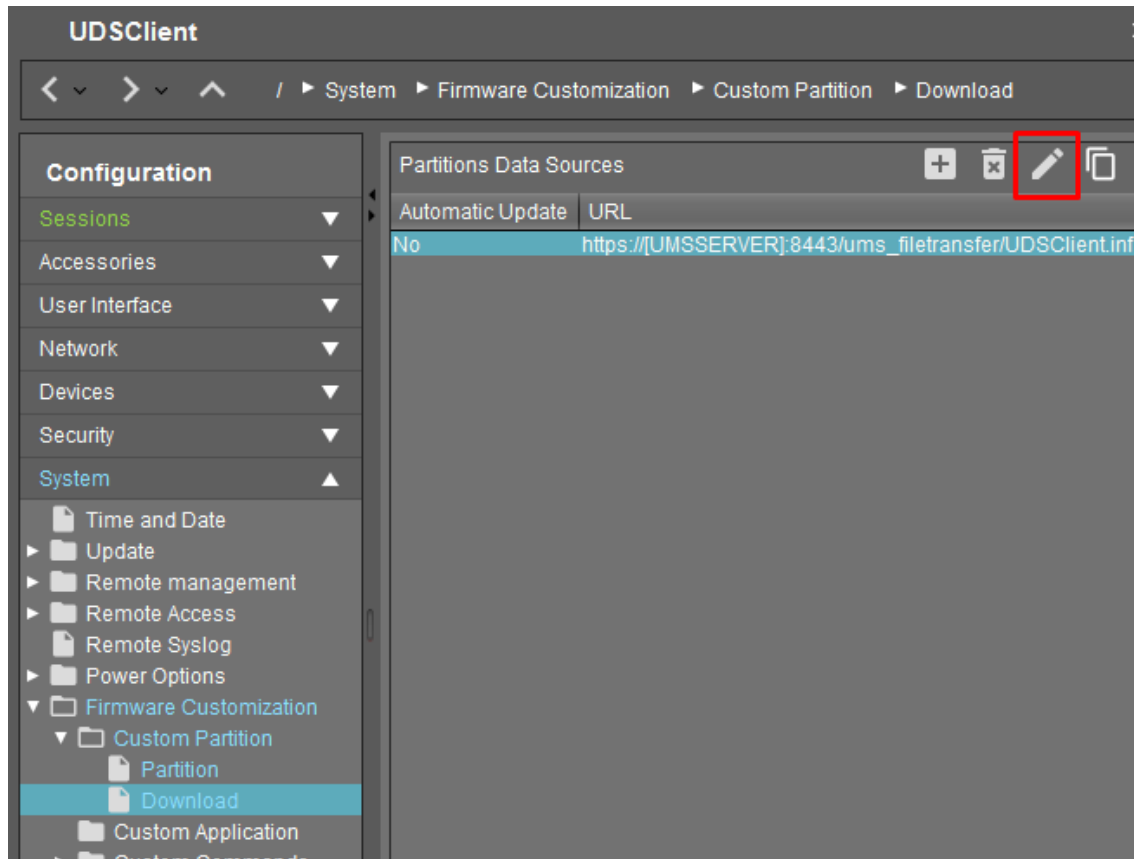 UDSClient
/ System Firmware Customization Custom Partition Download
Configuration
Sessions
Accessories
User Interface
Network
Devices
Security
System
Time and Date
Update
Remote management
Remote Access
Remote Syslog
Power Options
Firmware Customization
Custom Partition
Partition
Download
Custom Application
Custom Commands
Partitions Data Sources
Automatic Update URL
No https://[UMSSERVER]:8443/ums_filetransfer/UDSClient.inf